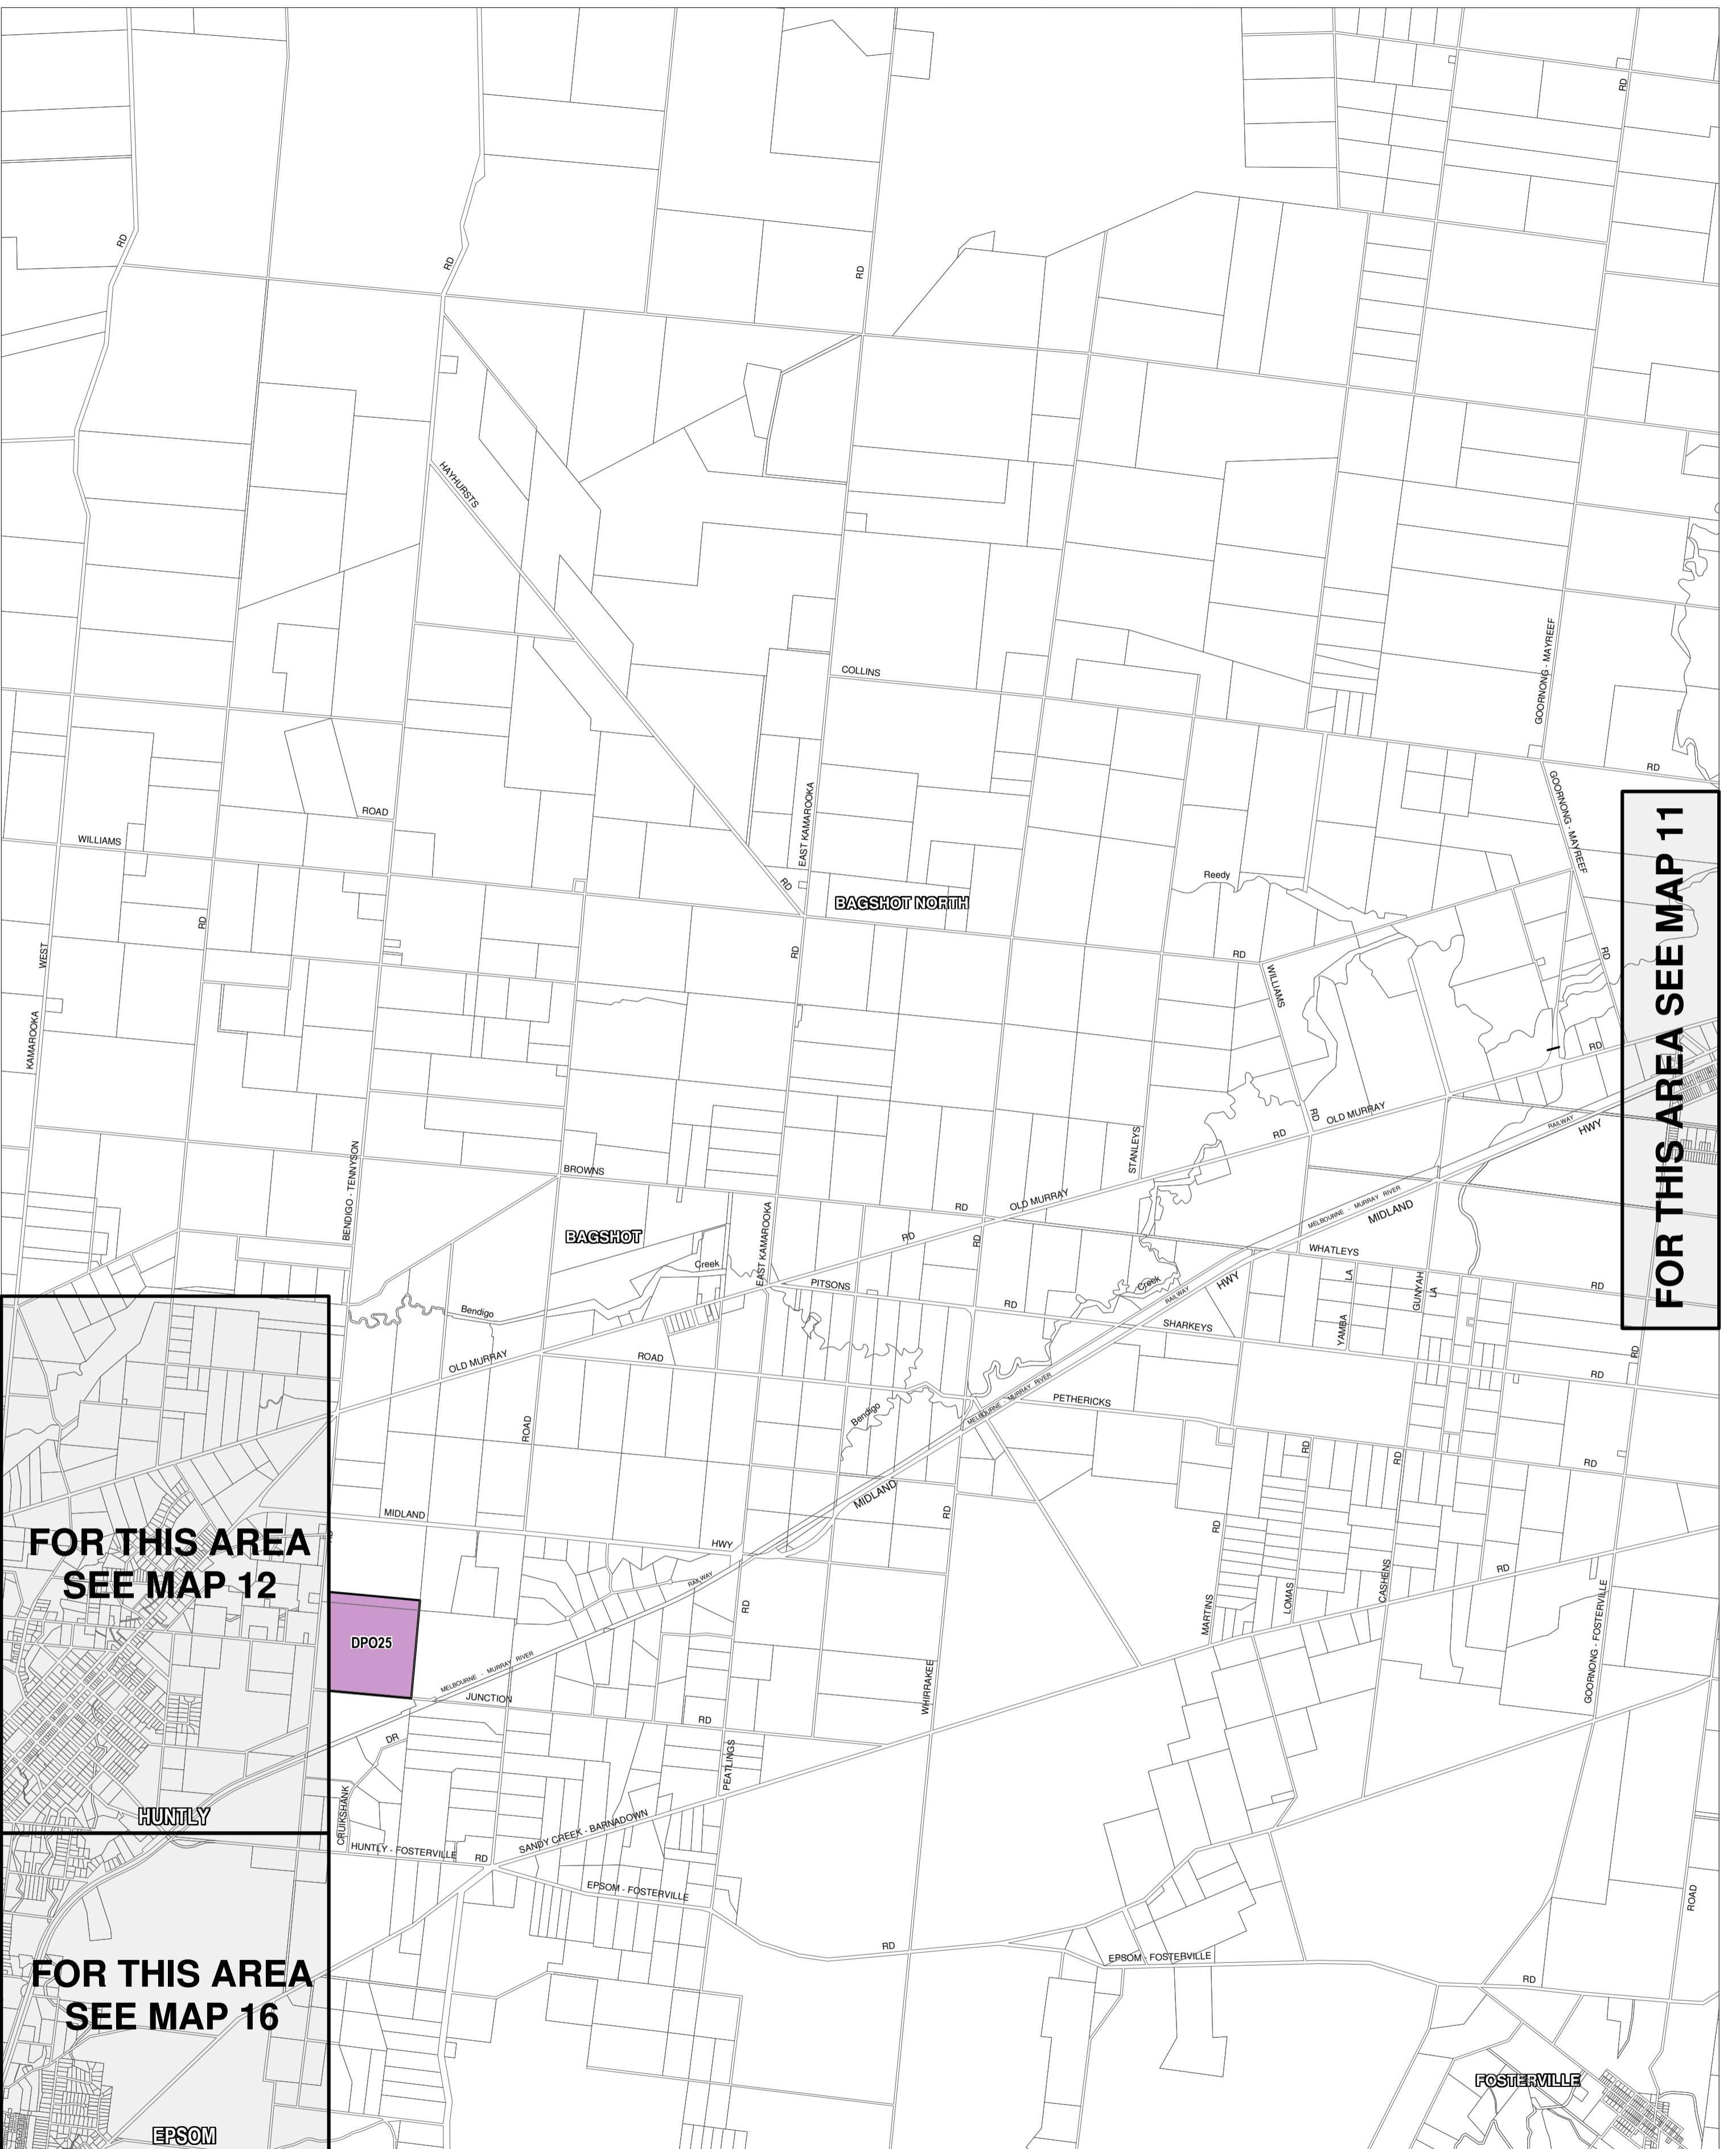 RD
RD
RD
RD
HAYHURSTS
COLLINS
GOORNONG - MAYREEF
RD
GOORNONG - MAYREEF
RD
FOR THIS AREA SEE MAP 11
ROAD
WILLIAMS
EAST KAMAROOKA
RD
Reedy
BAGSHOT NORTH
RD
WEST
KAMAROOKA
RD
RD
WILLIAMS
RD
RD
OLD MURRAY
RD
RAILWAY
HWY
BENDIGO - TENNYSON
BROWNS
STANLEYS
OLD MURRAY
RD
MELBOURNE - MURRAY RIVER
MIDLAND
BAGSHOT
EAST KAMAROOKA
RD
RD
Creek
PITSONS
WHATLEYS
RD
Creek
RAILWAY
HWY
LA
GUNYAH
LA
Bendigo
RD
SHARKEYS
YAMBA
RD
RD
OLD MURRAY
ROAD
MELBOURNE - MURRAY RIVER
PETHERICKS
Bendigo
ROAD
RD
RD
RD
MIDLAND
RD
MIDLAND
HWY
RAILWAY
RD
RD
FOR THIS AREA
SEE MAP 12
DPO25
RD
MARTINS
LOMAS
CASHENS
GOORNONG - FOSTERVILLE
MELBOURNE - MURRAY RIVER
JUNCTION
RD
WHIRRAKEE
DR
PEATLINGS
CRUIKSHANK
HUNTLY
HUNTLY - FOSTERVILLE
RD
SANDY CREEK - BARNADOWN
EPSOM - FOSTERVILLE
RD
EPSOM - FOSTERVILLE
RD
ROAD
FOR THIS AREA
SEE MAP 16
FOSTERVILLE
EPSOM